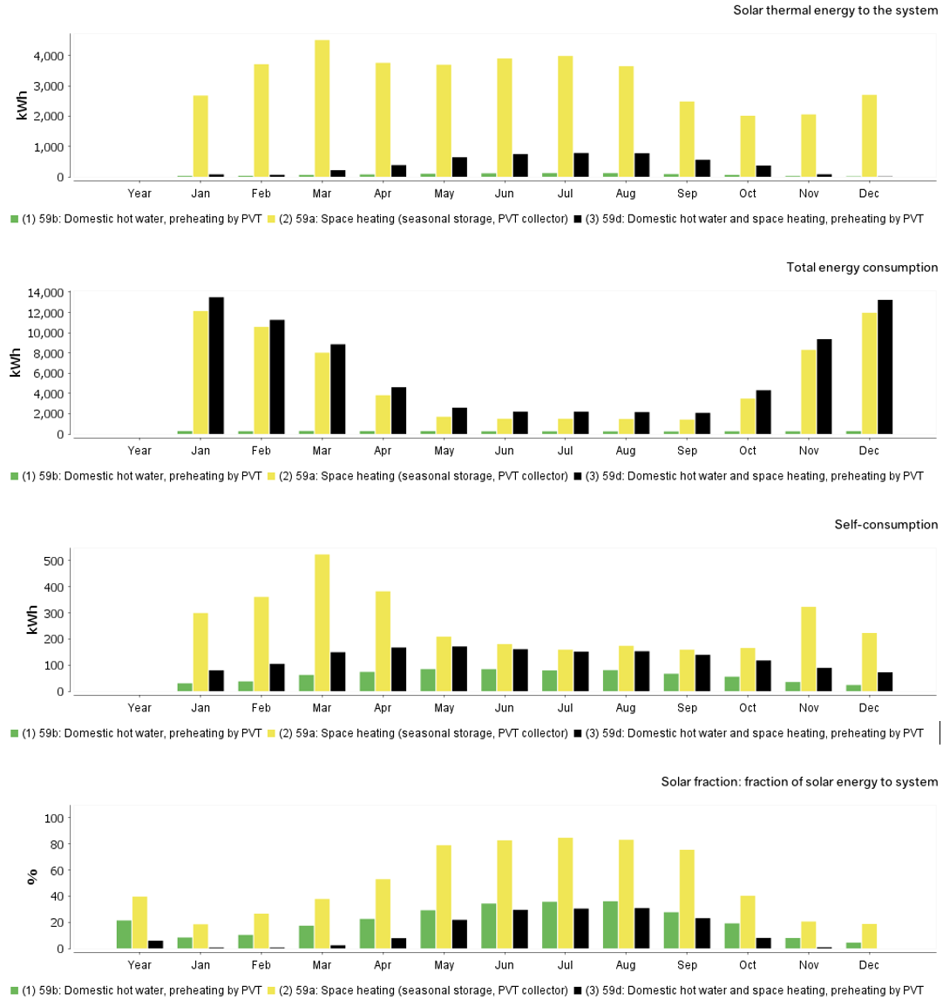 Solar thermal energy to the system
4,000
3,000
2,000
1,000
0
kWh
Year Jan Feb Mar Apr May Jun Jul Aug Sep Oct Nov Dec
(1) 59b: Domestic hot water, preheating by PVT (2) 59a: Space heating (seasonal storage, PVT collector) (3) 59d: Domestic hot water and space heating, preheating by PVT
Total energy consumption
14,000
12,000
10,000
8,000
6,000
4,000
2,000
0
kWh
Year Jan Feb Mar Apr May Jun Jul Aug Sep Oct Nov Dec
(1) 59b: Domestic hot water, preheating by PVT (2) 59a: Space heating (seasonal storage, PVT collector) (3) 59d: Domestic hot water and space heating, preheating by PVT
Self-consumption
500
400
300
200
100
0
kWh
Year Jan Feb Mar Apr May Jun Jul Aug Sep Oct Nov Dec
(1) 59b: Domestic hot water, preheating by PVT (2) 59a: Space heating (seasonal storage, PVT collector) (3) 59d: Domestic hot water and space heating, preheating by PVT
Solar fraction: fraction of solar energy to system
100
80
60
40
20
0
%
Year Jan Feb Mar Apr May Jun Jul Aug Sep Oct Nov Dec
(1) 59b: Domestic hot water, preheating by PVT (2) 59a: Space heating (seasonal storage, PVT collector) (3) 59d: Domestic hot water and space heating, preheating by PVT